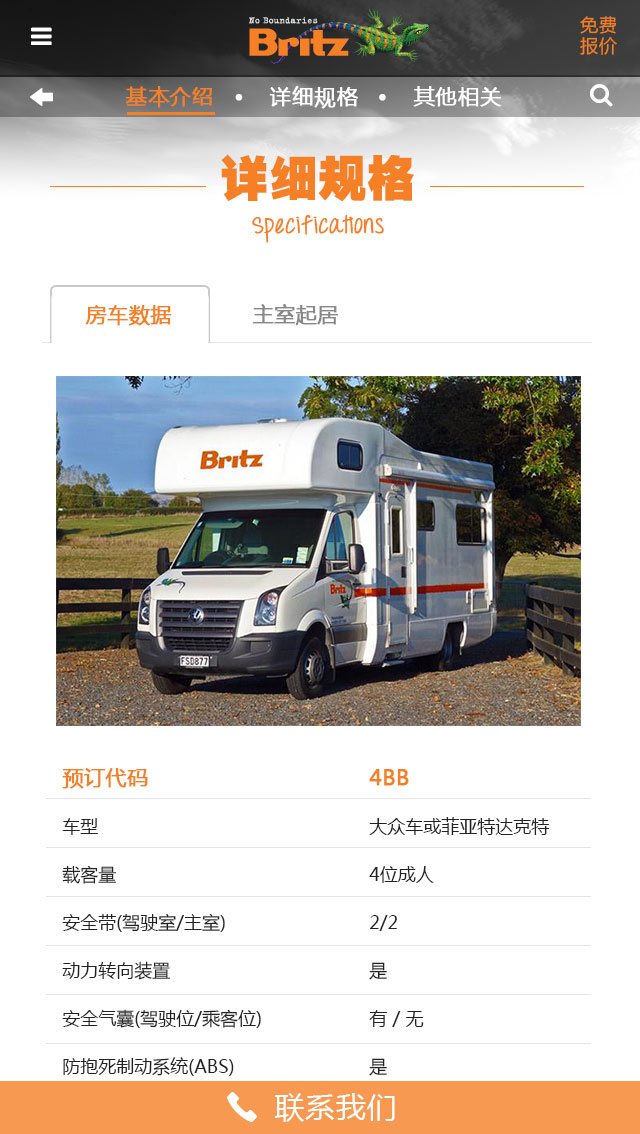 No Boundaries
Britz
免费
报价
基本介绍 • 详细规格 • 其他相关
详细规格
specifications
房车数据 主室起居
Britz
Britz
FSD877
预订代码 4BB
车型 大众车或菲亚特达克特
载客量 4位成人
安全带(驾驶室/主室) 2/2
动力转向装置 是
安全气囊(驾驶位/乘客位) 有 / 无
防抱死制动系统(ABS) 是
联系我们